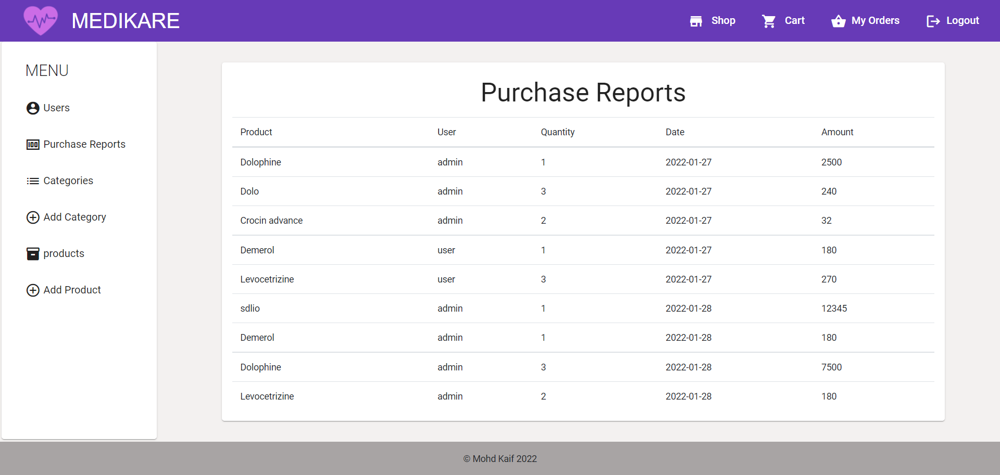 MEDIKARE
Shop Cart My Orders Logout
MENU
Users
Purchase Reports
Categories
Add Category
products
Add Product
Purchase Reports
Product User Quantity Date Amount
Dolophine admin 1 2022-01-27 2500
Dolo admin 3 2022-01-27 240
Crocin advance admin 2 2022-01-27 32
Demerol user 1 2022-01-27 180
Levocetrizine user 3 2022-01-27 270
sdlio admin 1 2022-01-28 12345
Demerol admin 1 2022-01-28 180
Dolophine admin 3 2022-01-28 7500
Levocetrizine admin 2 2022-01-28 180
© Mohd Kaif 2022